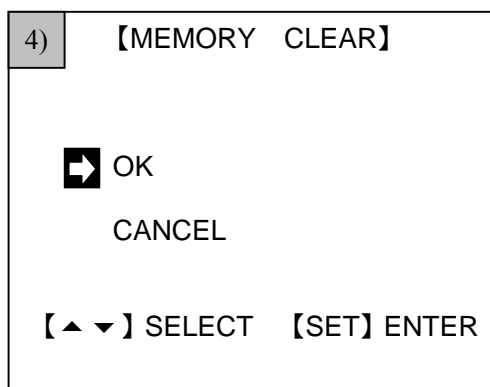 4) 【MEMORY CLEAR】
OK
CANCEL
【▲ ▼】SELECT 【SET】ENTER